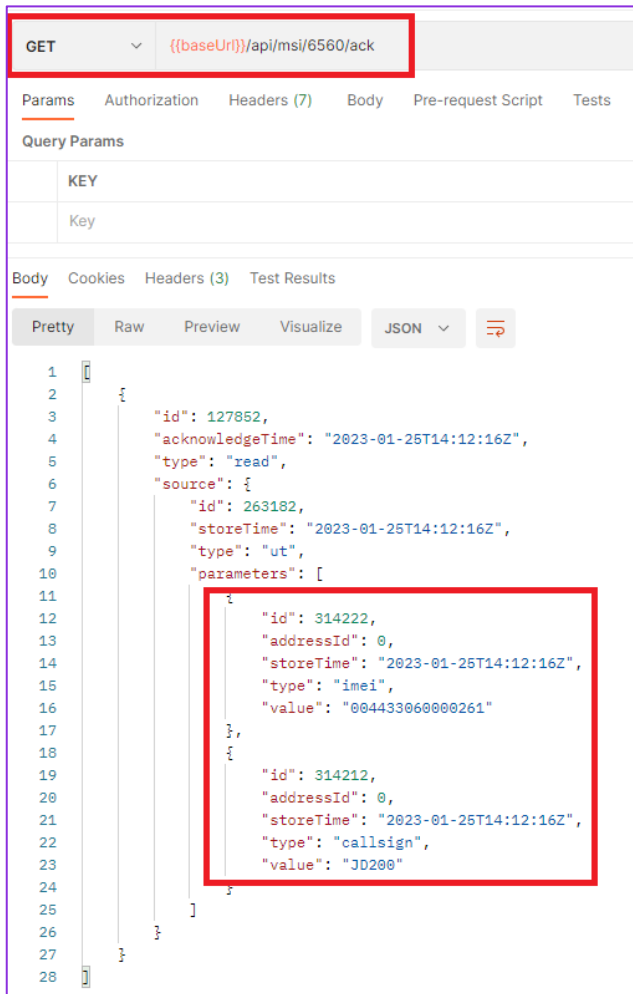 GET {{baseUrl}}/api/msi/6560/ack
Params Authorization Headers (7) Body Pre-request Script Tests
Query Params
KEY
Key
Body Cookies Headers (3) Test Results
Pretty Raw Preview Visualize JSON
1 [
2 {
3 "id": 127852,
4 "acknowledgeTime": "2023-01-25T14:12:16Z",
5 "type": "read",
6 "source": {
7 "id": 263182,
8 "storeTime": "2023-01-25T14:12:16Z",
9 "type": "ut",
10 "parameters": [
11 {
12 "id": 314222,
13 "addressId": 0,
14 "storeTime": "2023-01-25T14:12:16Z",
15 "type": "imei",
16 "value": "004433060000261"
17 },
18 {
19 "id": 314212,
20 "addressId": 0,
21 "storeTime": "2023-01-25T14:12:16Z",
22 "type": "callsign",
23 "value": "JD200"
24 }
25 ]
26 }
27 }
28 ]